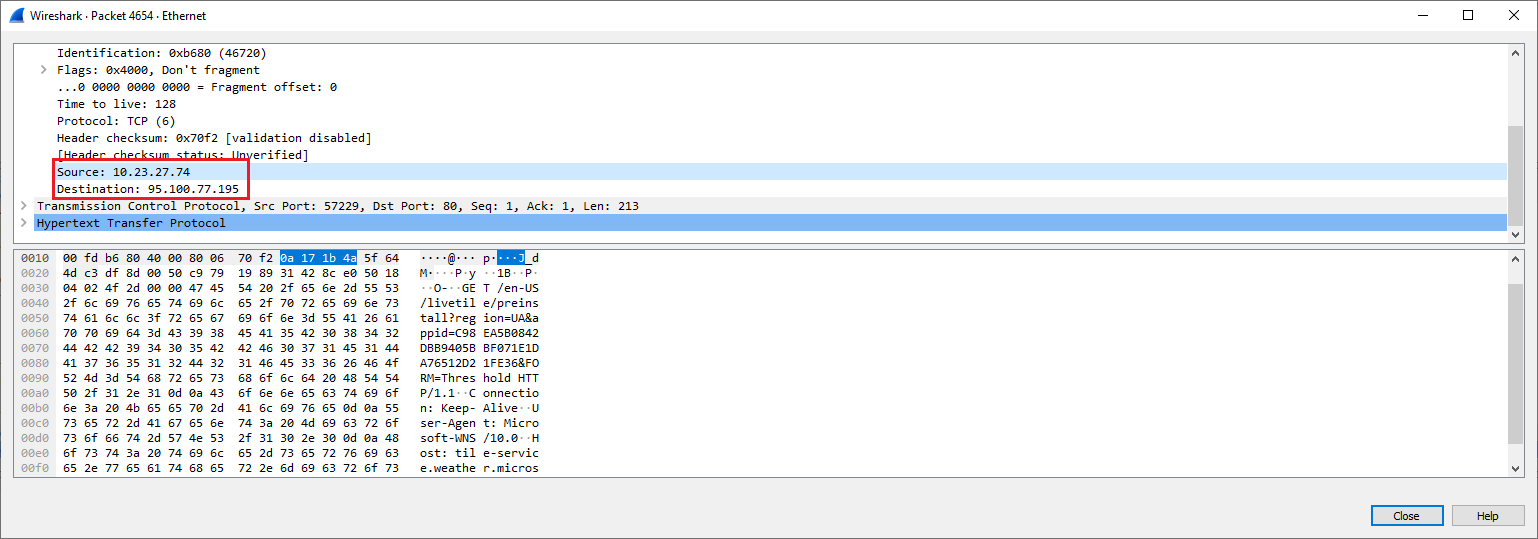 Wireshark · Packet 4654 · Ethernet
Identification: 0xb680 (46720)
Flags: 0x4000, Don't fragment
...0 0000 0000 0000 = Fragment offset: 0
Time to live: 128
Protocol: TCP (6)
Header checksum: 0x70f2 [validation disabled]
[Header checksum status: Unverified]
Source: 10.23.27.74
Destination: 95.100.77.195
Transmission Control Protocol, Src Port: 57229, Dst Port: 80, Seq: 1, Ack: 1, Len: 213
Hypertext Transfer Protocol
0010 00 fd b6 80 40 00 80 06 70 f2 0a 17 1b 4a 5f 64 ····@··· p····J_d
0020 4d c3 df 8d 00 50 c9 79 19 89 31 42 8c e0 50 18 M····P·y ··1B··P·
0030 04 02 4f 2d 00 00 47 45 54 20 2f 65 6e 2d 55 53 ··O-··GE T /en-US
0040 2f 6c 69 76 65 74 69 6c 65 2f 70 72 65 69 6e 73 /livetil e/preins
0050 74 61 6c 6c 3f 72 65 67 69 6f 6e 3d 55 41 26 61 tall?reg ion=UA&a
0060 70 70 69 64 3d 43 39 38 45 41 35 42 30 38 34 32 ppid=C98 EA5B0842
0070 44 42 42 39 34 30 35 42 42 46 30 37 31 45 31 44 DBB9405B BF071E1D
0080 41 37 36 35 31 32 44 32 31 46 45 33 36 26 46 4f A76512D2 1FE36&FO
0090 52 4d 3d 54 68 72 65 73 68 6f 6c 64 20 48 54 54 RM=Thres hold HTT
00a0 50 2f 31 2e 31 0d 0a 43 6f 6e 6e 65 63 74 69 6f P/1.1··C onnectio
00b0 6e 3a 20 4b 65 65 70 2d 41 6c 69 76 65 0d 0a 55 n: Keep- Alive··U
00c0 73 65 72 2d 41 67 65 6e 74 3a 20 4d 69 63 72 6f ser-Agen t: Micro
00d0 73 6f 66 74 2d 57 4e 53 2f 31 30 2e 30 0d 0a 48 soft-WNS /10.0··H
00e0 6f 73 74 3a 20 74 69 6c 65 2d 73 65 72 76 69 63 ost: til e-servic
00f0 65 2e 77 65 61 74 68 65 72 2e 6d 69 63 72 6f 73 e.weathe r.micros
Close
Help